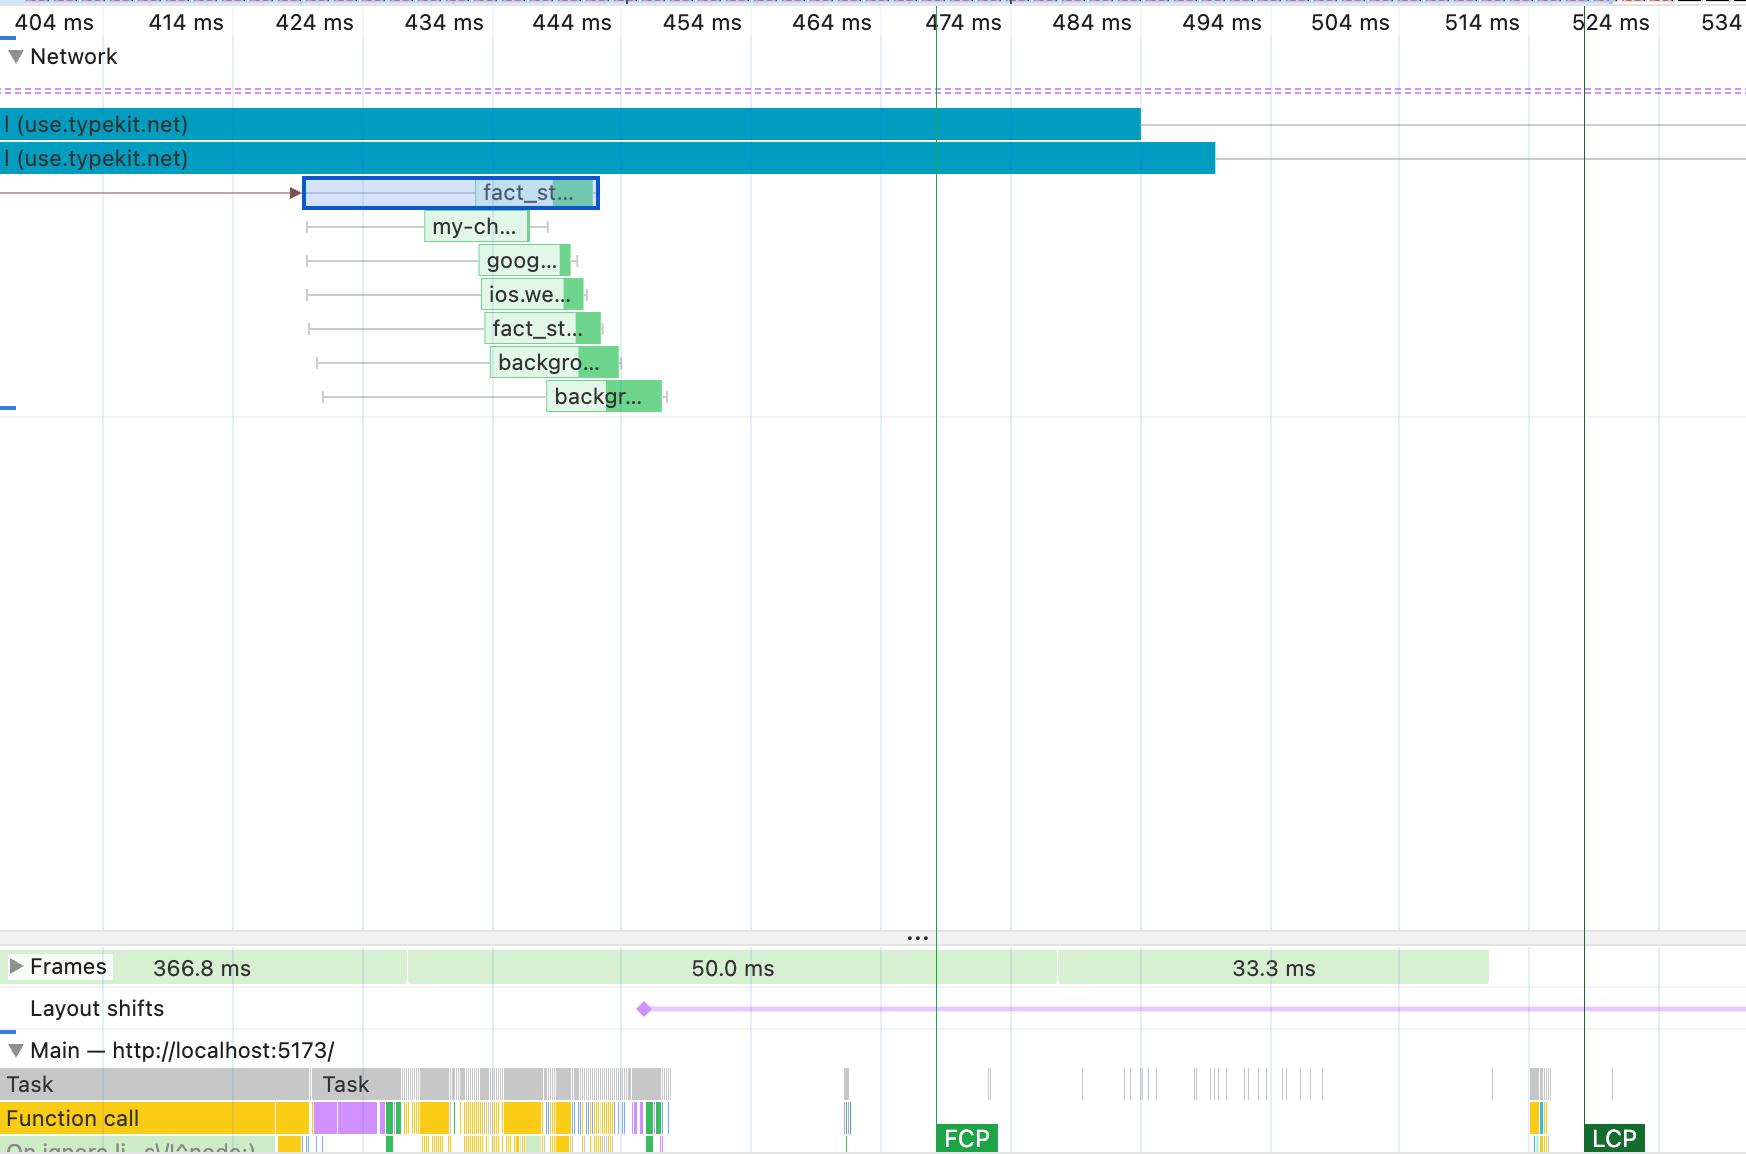 404 ms 414 ms 424 ms 434 ms 444 ms 454 ms 464 ms 474 ms 484 ms 494 ms 504 ms 514 ms 524 ms 534
Network
l (use.typekit.net)
l (use.typekit.net)
fact_st...
my-ch...
goog...
ios.we...
fact_st...
backgro...
backgr...
Frames 366.8 ms 50.0 ms 33.3 ms
Layout shifts
Main — http://localhost:5173/
Task Task
Function call
FCP LCP
On ignore li